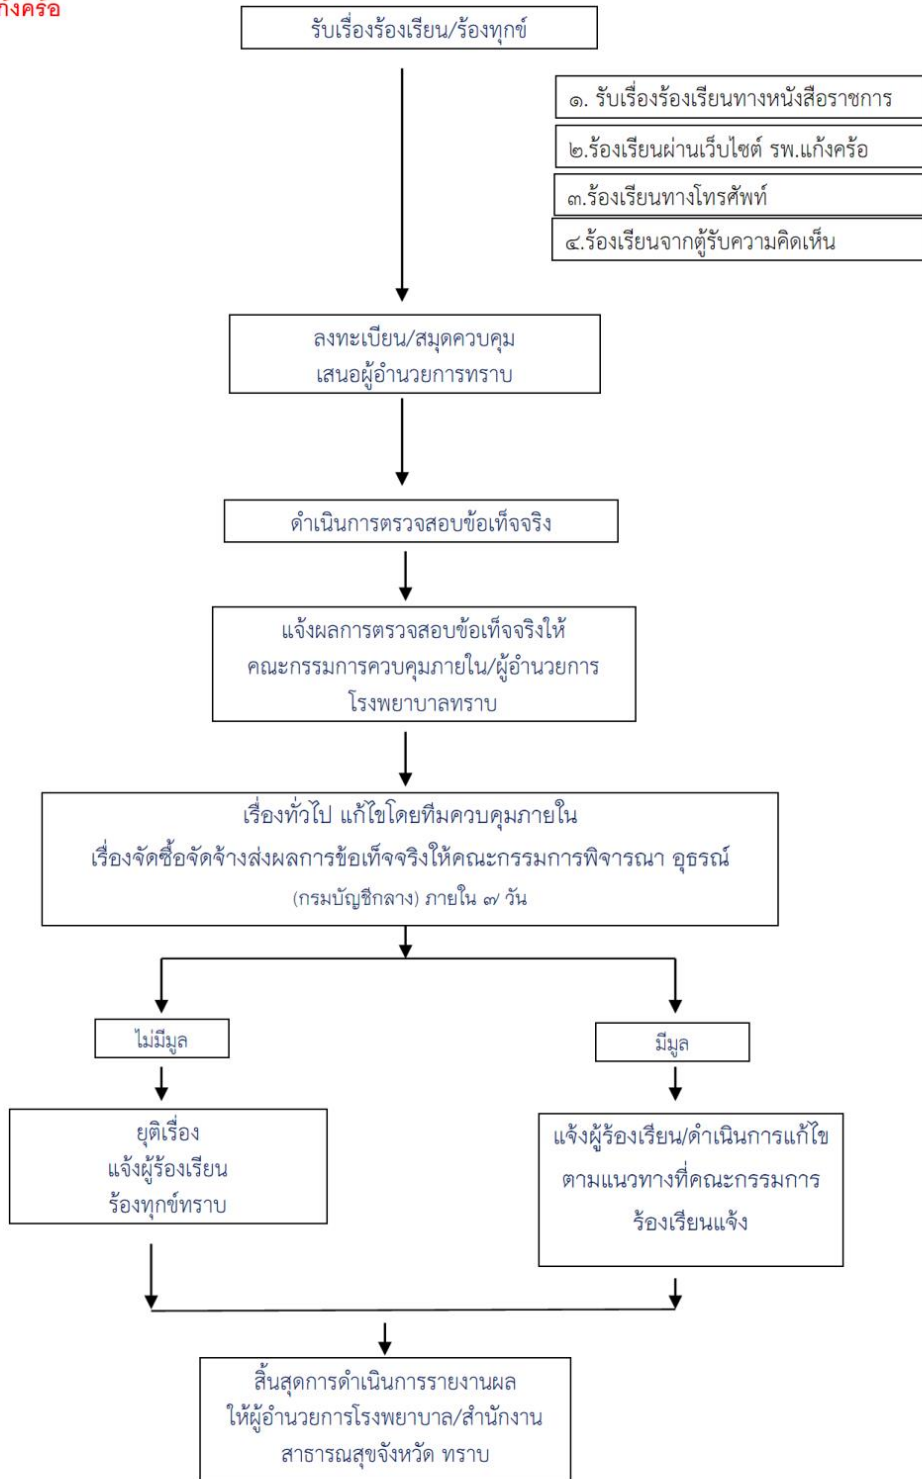 แก้งคร้อ
รับเรื่องร้องเรียน/ร้องทุกข์
๑. รับเรื่องร้องเรียนทางหนังสือราชการ
๒.ร้องเรียนผ่านเว็บไซต์ รพ.แก้งคร้อ
๓.ร้องเรียนทางโทรศัพท์
๔.ร้องเรียนจากตู้รับความคิดเห็น
ลงทะเบียน/สมุดควบคุม
เสนอผู้อำนวยการทราบ
ดำเนินการตรวจสอบข้อเท็จจริง
แจ้งผลการตรวจสอบข้อเท็จจริงให้
คณะกรรมการควบคุมภายใน/ผู้อำนวยการ
โรงพยาบาลทราบ
เรื่องทั่วไป แก้ไขโดยทีมควบคุมภายใน
เรื่องจัดซื้อจัดจ้างส่งผลการข้อเท็จจริงให้คณะกรรมการพิจารณา อุธรณ์
(กรมบัญชีกลาง) ภายใน ๗ วัน
ไม่มีมูล
มีมูล
ยุติเรื่อง
แจ้งผู้ร้องเรียน
ร้องทุกข์ทราบ
แจ้งผู้ร้องเรียน/ดำเนินการแก้ไข
ตามแนวทางที่คณะกรรมการ
ร้องเรียนแจ้ง
สิ้นสุดการดำเนินการรายงานผล
ให้ผู้อำนวยการโรงพยาบาล/สำนักงาน
สาธารณสุขจังหวัด ทราบ